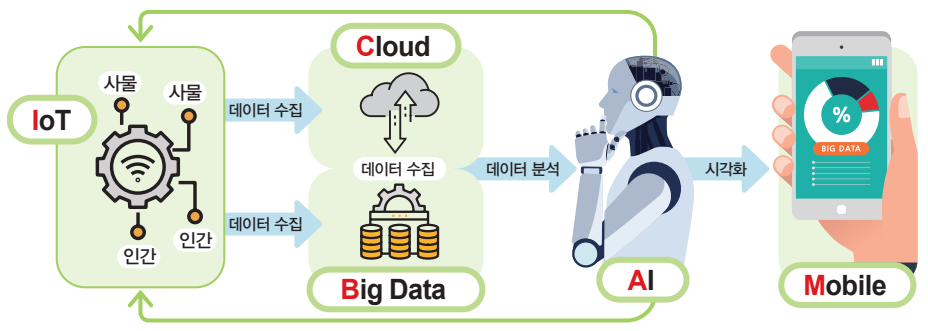 IoT
사물
사물
인간
인간
데이터 수집
데이터 수집
Cloud
데이터 수집
Big Data
데이터 분석
AI
시각화
%
BIG DATA
Mobile